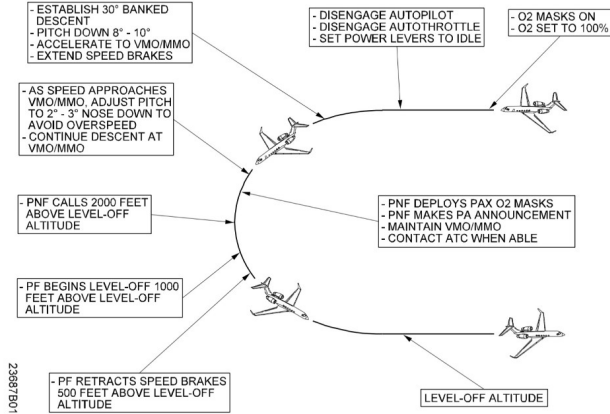 - ESTABLISH 30° BANKED
DESCENT
- PITCH DOWN 8° - 10°
- ACCELERATE TO VMO/MMO
- EXTEND SPEED BRAKES
- DISENGAGE AUTOPILOT
- DISENGAGE AUTOTHROTTLE
- SET POWER LEVERS TO IDLE
- O2 MASKS ON
- O2 SET TO 100%
- AS SPEED APPROACHES
VMO/MMO, ADJUST PITCH
TO 2° - 3° NOSE DOWN TO
AVOID OVERSPEED
- CONTINUE DESCENT AT
VMO/MMO
- PNF CALLS 2000 FEET
ABOVE LEVEL-OFF
ALTITUDE
- PNF DEPLOYS PAX O2 MASKS
- PNF MAKES PA ANNOUNCEMENT
- MAINTAIN VMO/MMO
- CONTACT ATC WHEN ABLE
- PF BEGINS LEVEL-OFF 1000
FEET ABOVE LEVEL-OFF
ALTITUDE
- PF RETRACTS SPEED BRAKES
500 FEET ABOVE LEVEL-OFF
ALTITUDE
LEVEL-OFF ALTITUDE
23687B01